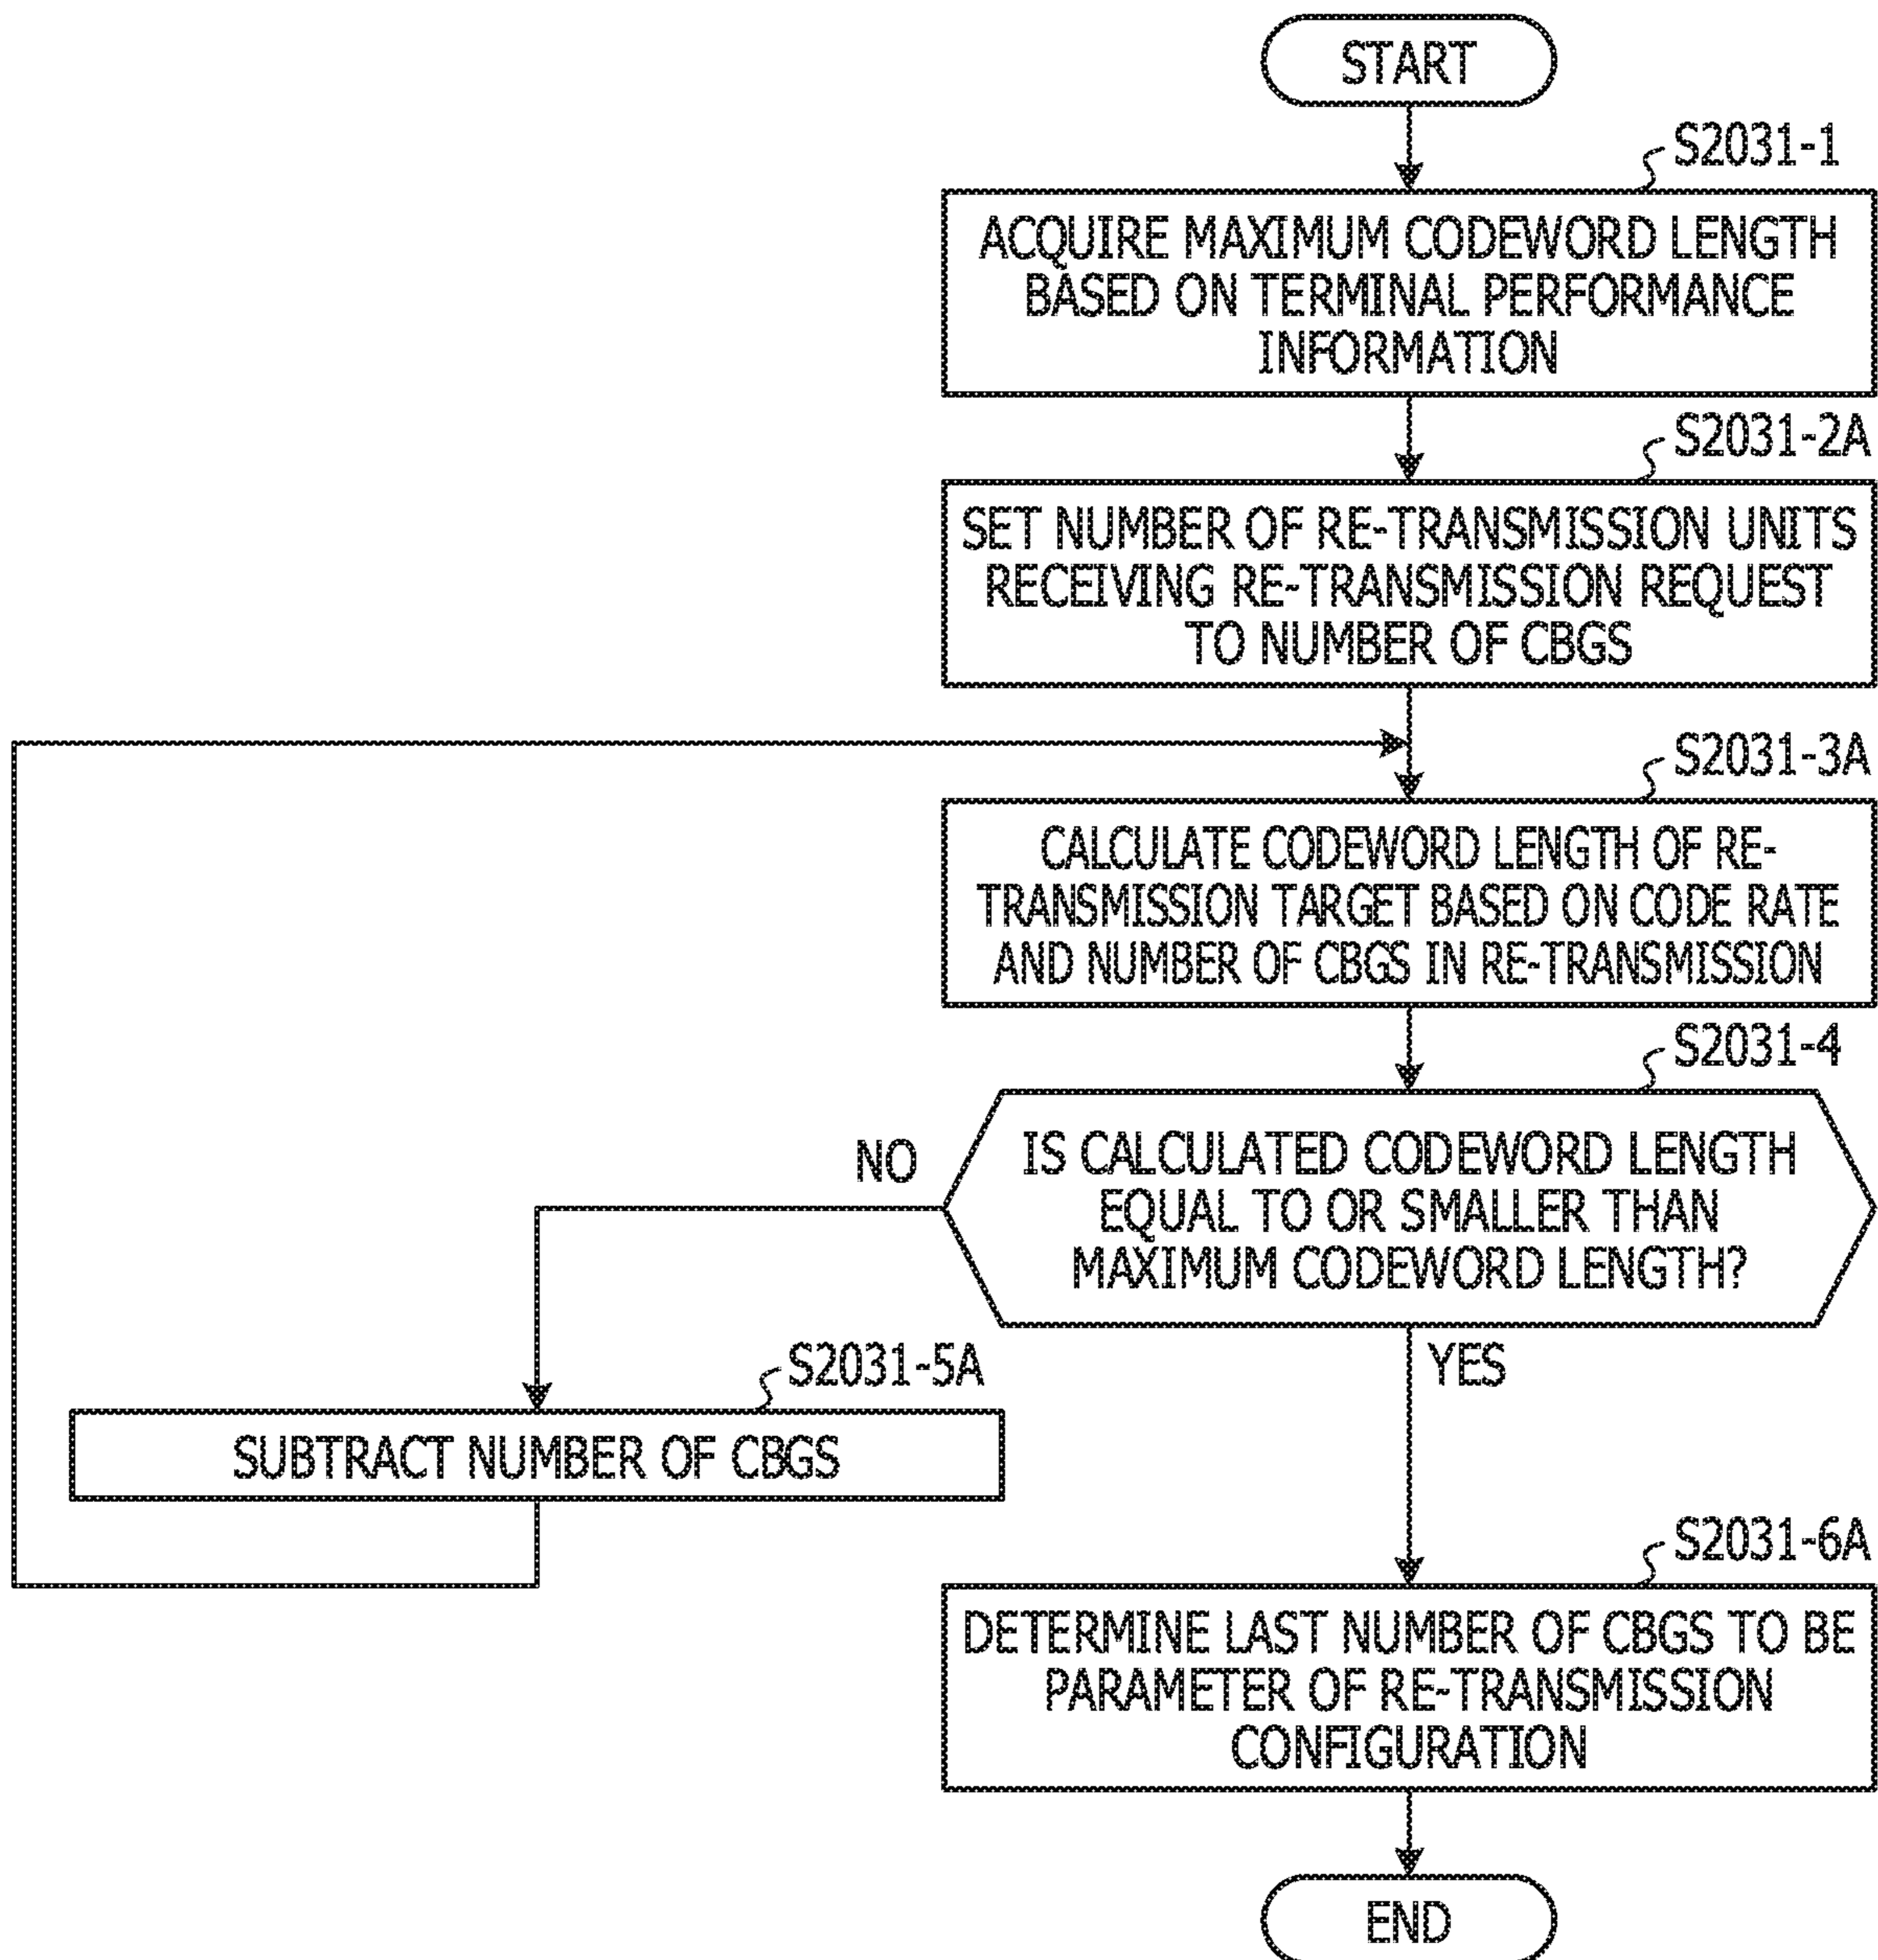 START
S2031-1
ACQUIRE MAXIMUM CODEWORD LENGTH
BASED ON TERMINAL PERFORMANCE
INFORMATION
S2031-2A
SET NUMBER OF RE-TRANSMISSION UNITS
RECEIVING RE-TRANSMISSION REQUEST
TO NUMBER OF CBGS
S2031-3A
CALCULATE CODEWORD LENGTH OF RE-
TRANSMISSION TARGET BASED ON CODE RATE
AND NUMBER OF CBGS IN RE-TRANSMISSION
S2031-4
IS CALCULATED CODEWORD LENGTH
EQUAL TO OR SMALLER THAN
MAXIMUM CODEWORD LENGTH?
NO
YES
S2031-5A
SUBTRACT NUMBER OF CBGS
S2031-6A
DETERMINE LAST NUMBER OF CBGS TO BE
PARAMETER OF RE-TRANSMISSION
CONFIGURATION
END